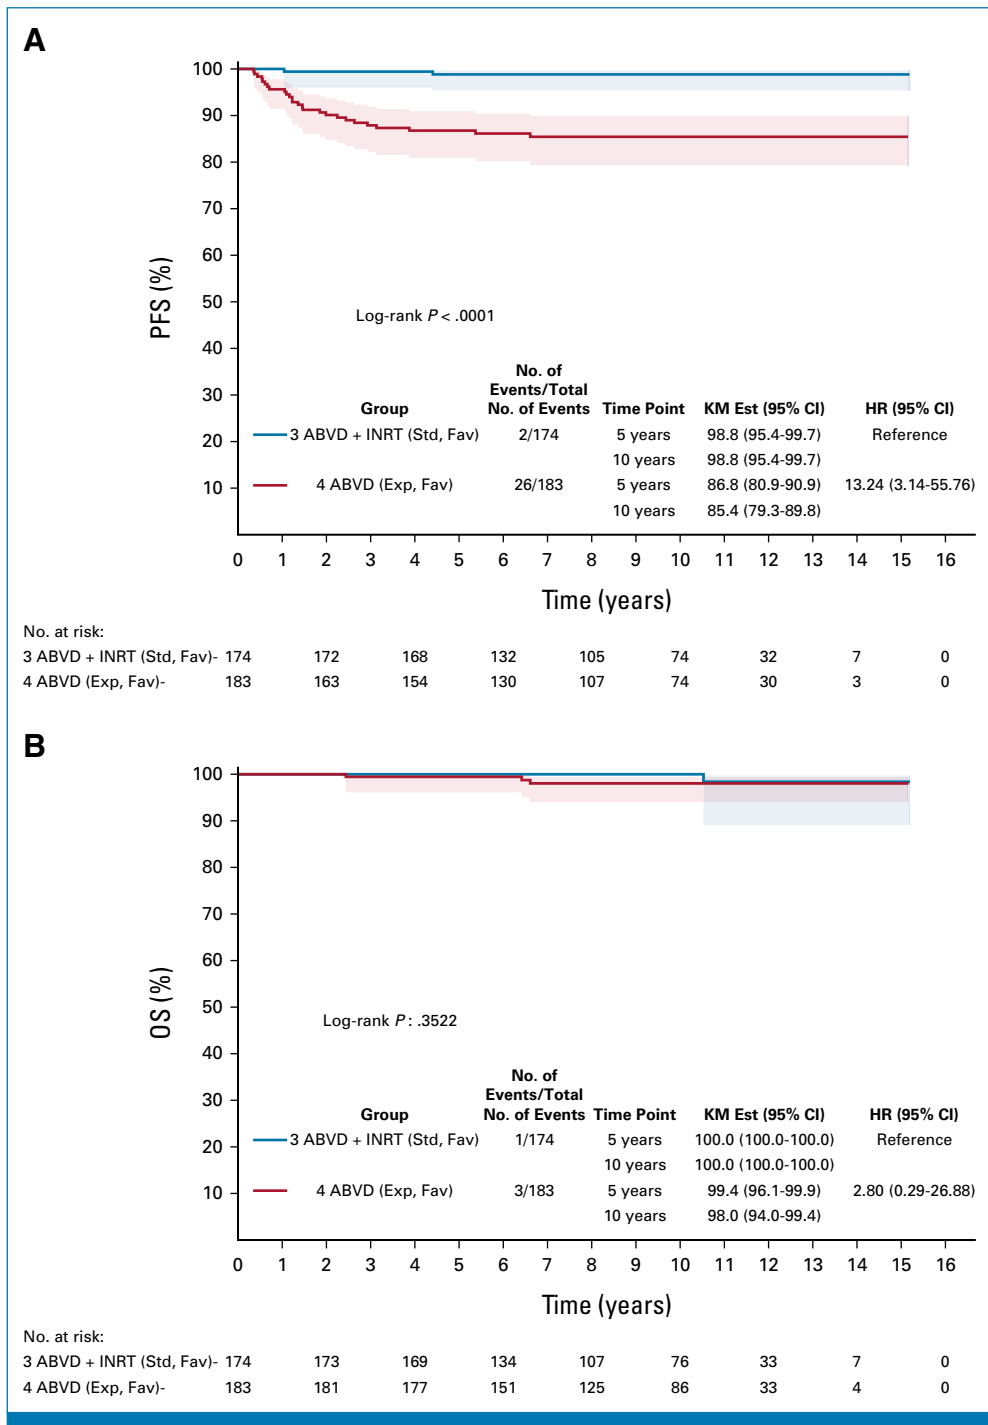 A
100
90
80
70
60
50
40
30
20
10
PFS (%)
Log-rank P < .0001
No. of
Events/Total
Group No. of Events Time Point KM Est (95% CI) HR (95% CI)
3 ABVD + INRT (Std, Fav) 2/174 5 years 98.8 (95.4-99.7) Reference
10 years 98.8 (95.4-99.7)
4 ABVD (Exp, Fav) 26/183 5 years 86.8 (80.9-90.9) 13.24 (3.14-55.76)
10 years 85.4 (79.3-89.8)
0 1 2 3 4 5 6 7 8 9 10 11 12 13 14 15 16
Time (years)
No. at risk:
3 ABVD + INRT (Std, Fav)- 174 172 168 132 105 74 32 7 0
4 ABVD (Exp, Fav)- 183 163 154 130 107 74 30 3 0
B
100
90
80
70
60
50
40
30
20
10
OS (%)
Log-rank P : .3522
No. of
Events/Total
Group No. of Events Time Point KM Est (95% CI) HR (95% CI)
3 ABVD + INRT (Std, Fav) 1/174 5 years 100.0 (100.0-100.0) Reference
10 years 100.0 (100.0-100.0)
4 ABVD (Exp, Fav) 3/183 5 years 99.4 (96.1-99.9) 2.80 (0.29-26.88)
10 years 98.0 (94.0-99.4)
0 1 2 3 4 5 6 7 8 9 10 11 12 13 14 15 16
Time (years)
No. at risk:
3 ABVD + INRT (Std, Fav)- 174 173 169 134 107 76 33 7 0
4 ABVD (Exp, Fav)- 183 181 177 151 125 86 33 4 0